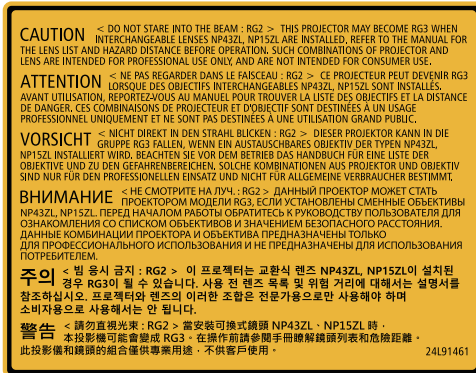 CAUTION < DO NOT STARE INTO THE BEAM : RG2 > THIS PROJECTOR MAY BECOME RG3 WHEN
INTERCHANGEABLE LENSES NP43ZL, NP15ZL ARE INSTALLED, REFER TO THE MANUAL FOR
THE LENS LIST AND HAZARD DISTANCE BEFORE OPERATION. SUCH COMBINATIONS OF PROJECTOR AND
LENS ARE INTENDED FOR PROFESSIONAL USE ONLY, AND ARE NOT INTENDED FOR CONSUMER USE.
ATTENTION < NE PAS REGARDER DANS LE FAISCEAU : RG2 > CE PROJECTEUR PEUT DEVENIR RG3
LORSQUE DES OBJECTIFS INTERCHANGEABLES NP43ZL, NP15ZL SONT INSTALLÉS.
AVANT UTILISATION, REPORTEZ-VOUS AU MANUEL POUR TROUVER LA LISTE DES OBJECTIFS ET LA DISTANCE
DE DANGER, CES COMBINAISONS DE PROJECTEUR ET D'OBJECTIF SONT DESTINÉES À UN USAGE
PROFESSIONNEL UNIQUEMENT ET NE SONT PAS DESTINÉES À UNE UTILISATION GRAND PUBLIC.
VORSICHT < NICHT DIREKT IN DEN STRAHL BLICKEN : RG2 > DIESER PROJEKTOR KANN IN DIE
GRUPPE RG3 FALLEN, WENN EIN AUSTAUSCHBARES OBJEKTIV DER TYPEN NP43ZL,
NP15ZL INSTALLIERT WIRD. BEACHTEN SIE VOR DEM BETRIEB DAS HANDBUCH FÜR EINE LISTE DER
OBJEKTIVE UND ZU DEN GEFAHRENBEREICHEN, SOLCHE KOMBINATIONEN AUS PROJEKTOR UND OBJEKTIV
SIND NUR FÜR DEN PROFESSIONELLEN EINSATZ UND NICHT FÜR ALLGEMEINE VERBRAUCHER BESTIMMT.
ВНИМАНИЕ < НЕ СМОТРИТЕ НА ЛУЧ. : RG2 > ДАННЫЙ ПРОЕКТОР МОЖЕТ СТАТЬ
ПРОЕКТОРОМ МОДЕЛИ RG3, ЕСЛИ УСТАНОВЛЕНЫ СМЕННЫЕ ОБЪЕКТИВЫ
NP43ZL, NP15ZL. ПЕРЕД НАЧАЛОМ РАБОТЫ ОБРАТИТЕСЬ К РУКОВОДСТВУ ПОЛЬЗОВАТЕЛЯ ДЛЯ
ОЗНАКОМЛЕНИЯ СО СПИСКОМ ОБЪЕКТИВОВ И ЗНАЧЕНИЕМ БЕЗОПАСНОГО РАССТОЯНИЯ.
ДАННЫЕ КОМБИНАЦИИ ПРОЕКТОРА И ОБЪЕКТИВА ПРЕДНАЗНАЧЕНЫ ТОЛЬКО
ДЛЯ ПРОФЕССИОНАЛЬНОГО ИСПОЛЬЗОВАНИЯ И НЕ ПРЕДНАЗНАЧЕНЫ ДЛЯ ИСПОЛЬЗОВАНИЯ
ПОТРЕБИТЕЛЕМ.
주의 < 빔 응시 금지 : RG2 > 이 프로젝터는 교환식 렌즈 NP43ZL, NP15ZL이 설치된
경우 RG3이 될 수 있습니다. 사용 전 렌즈 목록 및 위험 거리에 대해서는 설명서를
참조하십시오. 프로젝터와 렌즈의 이러한 조합은 전문가용으로만 사용해야 하며
소비자용으로 사용해서는 안 됩니다.
警告 < 請勿直視光束 : RG2 > 當安裝可換式鏡頭 NP43ZL、NP15ZL 時，
本投影機可能會變成 RG3。在操作前請參閱手冊瞭解鏡頭列表和危險距離。
此投影儀和鏡頭的組合僅供專業用途，不供客戶使用。 24L91461